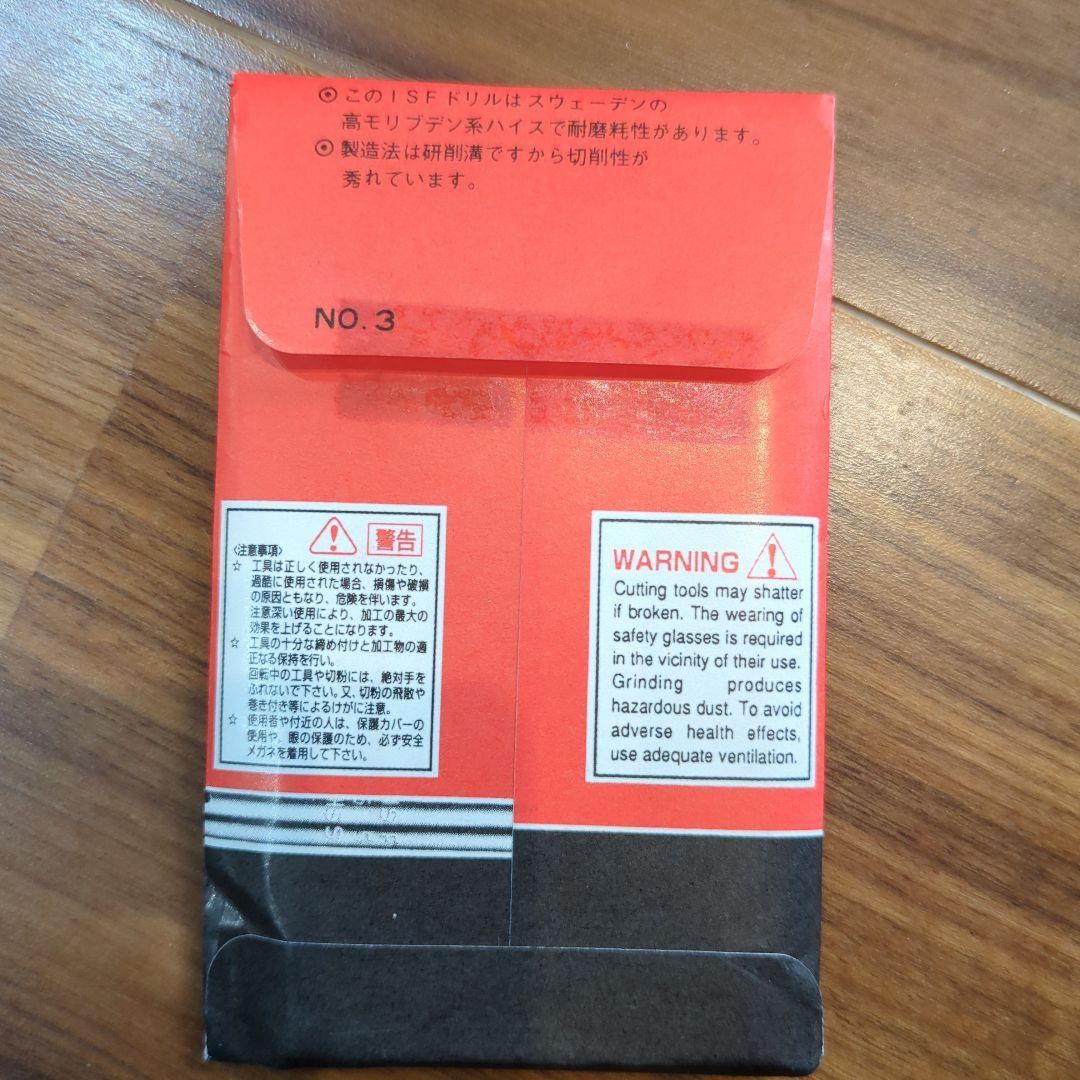 ◉このISFドリルはスウェーデンの
高モリブデン系ハイスで耐磨耗性があります。
◉製造法は研削溝ですから切削性が
秀れています。
NO.3
警告
〈注意事項〉
☆ 工具は正しく使用されなかったり、
過酷に使用された場合、損傷や破損
の原因ともなり、危険を伴います。
注意深い使用により、加工の最大の
効果を上げることになります。
☆ 工具の十分な締め付けと加工物の適
正なる保持を行い。
回転中の工具や切粉には、絶対手を
ふれないで下さい。又、切粉の飛散や
巻き付き等によるけがに注意。
☆ 使用者や付近の人は、保護カバーの
使用や、眼の保護のため、必ず安全
メガネを着用して下さい。
WARNING
Cutting tools may shatter
if broken. The wearing of
safety glasses is required
in the vicinity of their use.
Grinding produces
hazardous dust. To avoid
adverse health effects,
use adequate ventilation.